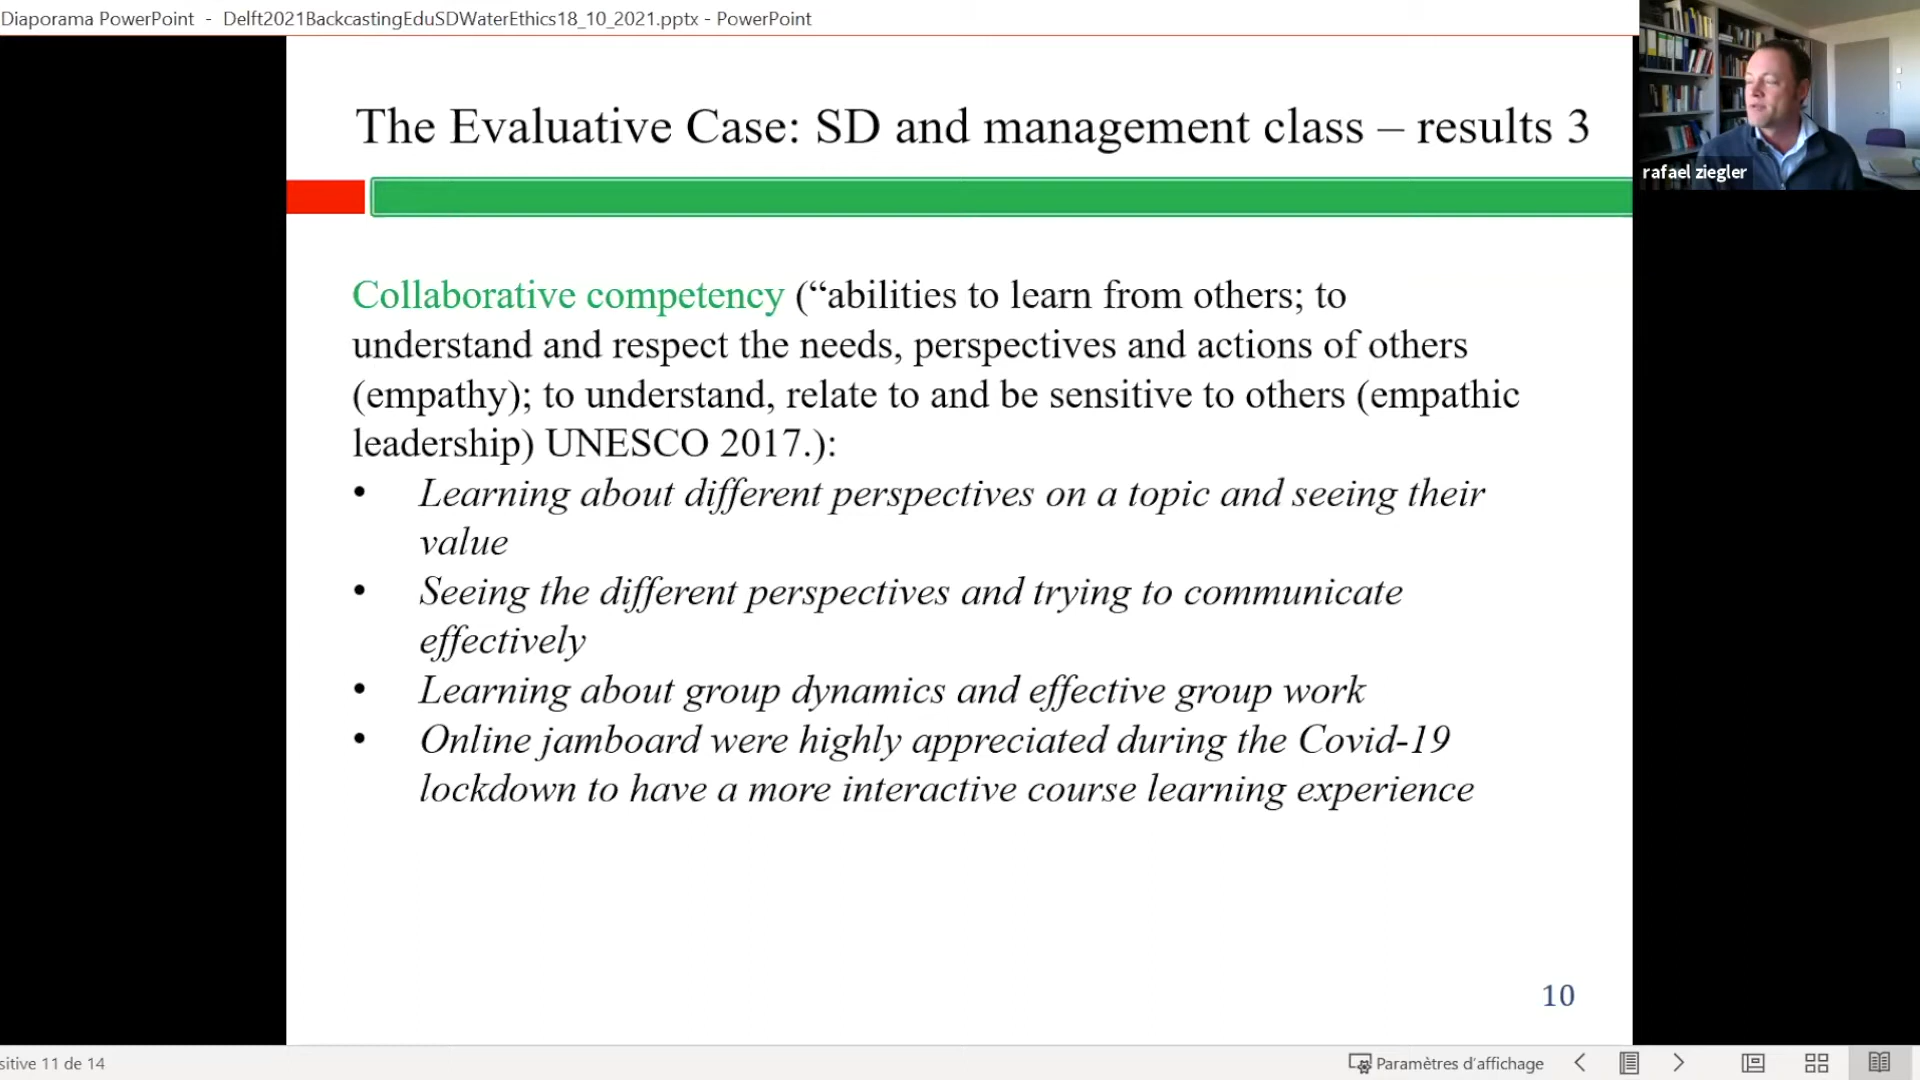 Diaporama PowerPoint - Delft2021BackcastingEduSDWaterEthics18_10_2021.pptx - PowerPoint
rafael ziegler
The Evaluative Case: SD and management class – results 3
Collaborative competency (“abilities to learn from others; to
understand and respect the needs, perspectives and actions of others
(empathy); to understand, relate to and be sensitive to others (empathic
leadership) UNESCO 2017.):
• Learning about different perspectives on a topic and seeing their
value
• Seeing the different perspectives and trying to communicate
effectively
• Learning about group dynamics and effective group work
• Online jamboard were highly appreciated during the Covid-19
lockdown to have a more interactive course learning experience
10
sitive 11 de 14
Paramètres d'affichage